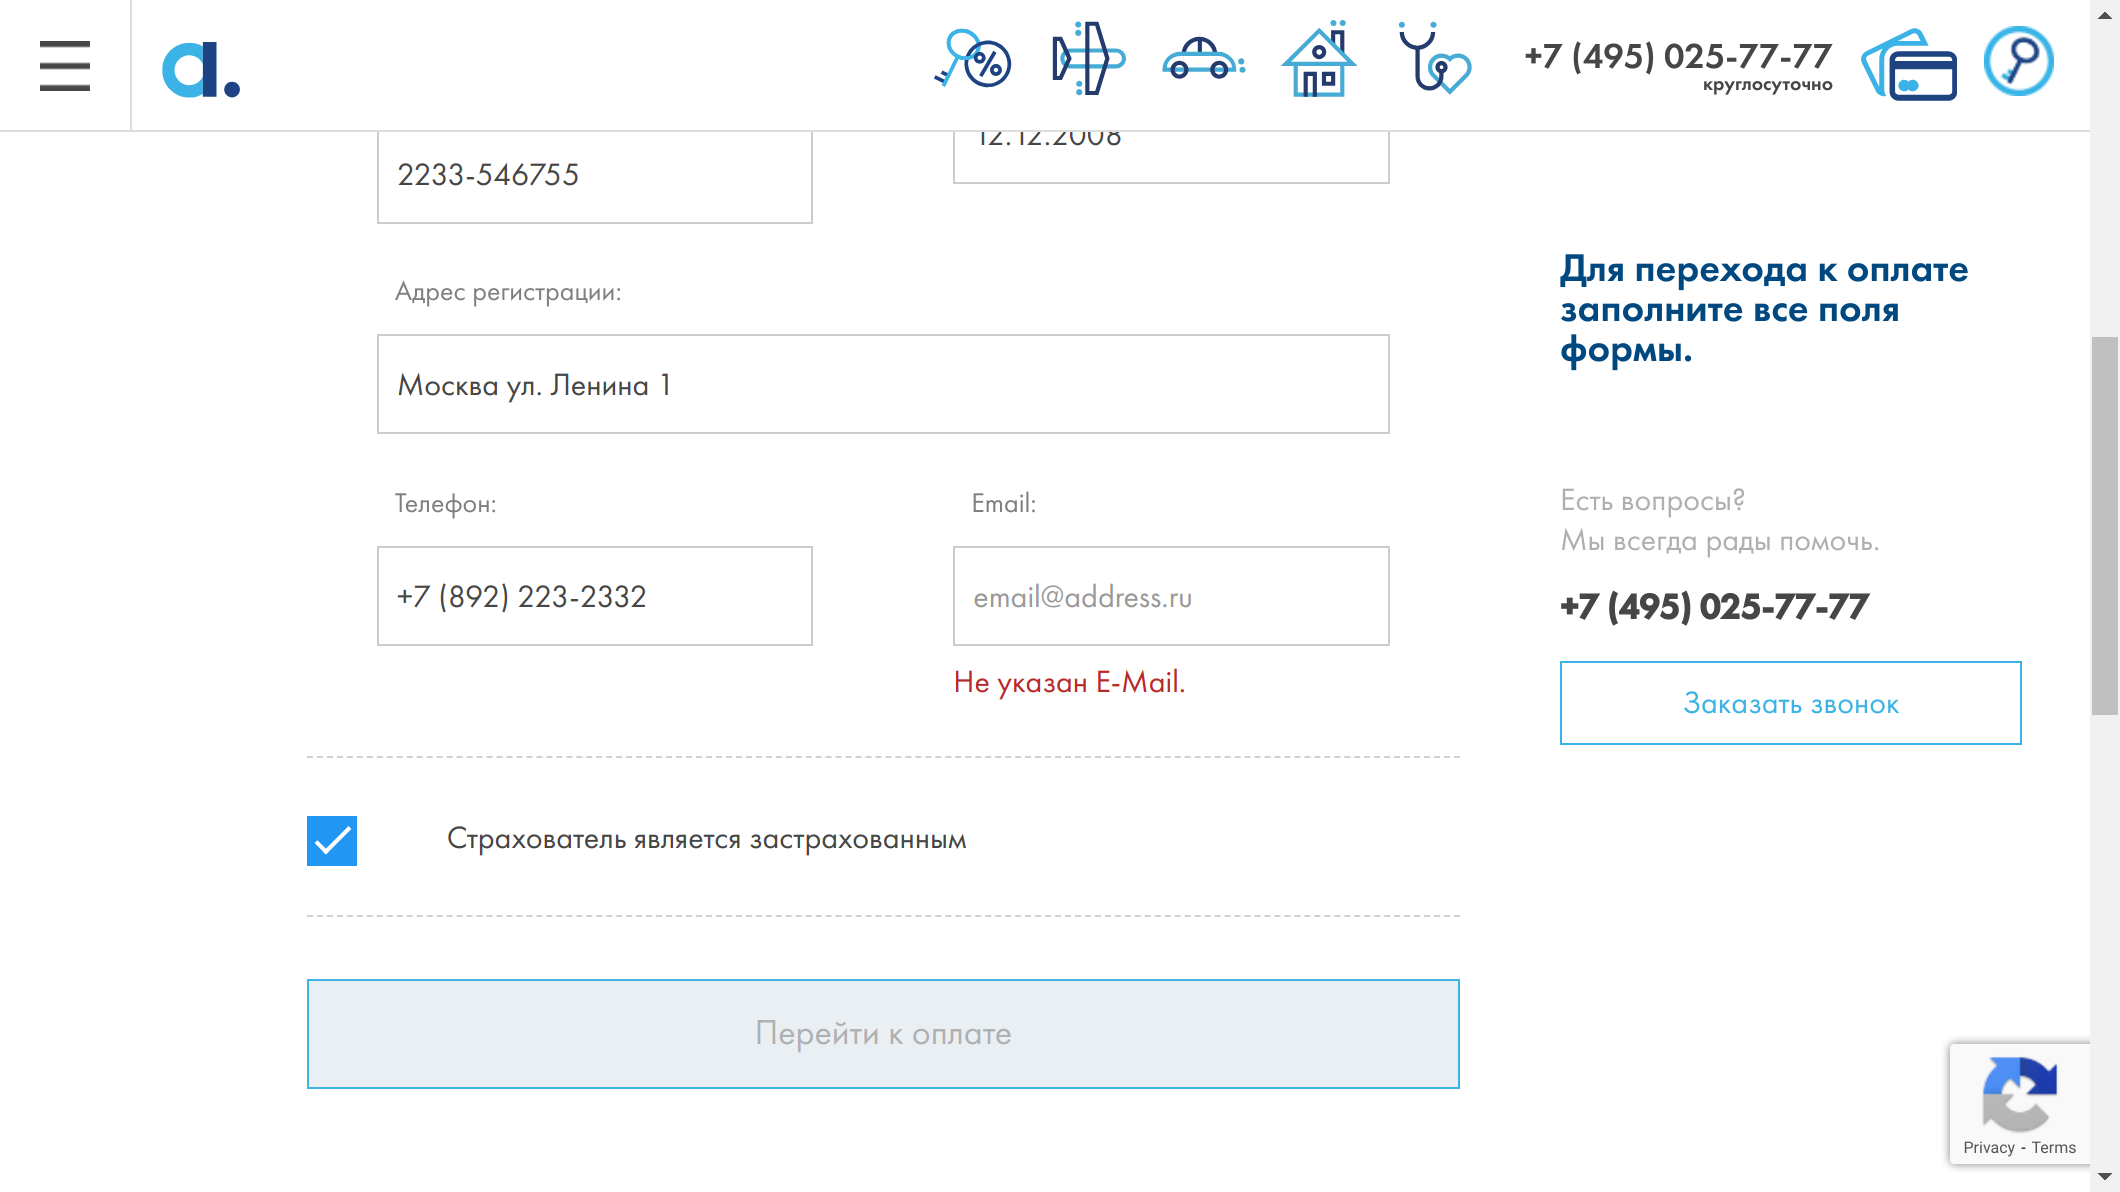 a.
+7 (495) 025-77-77
круглосуточно
12.12.2008
2233-546755
Адрес регистрации:
Москва ул. Ленина 1
Телефон:
Email:
+7 (892) 223-2332
email@address.ru
Не указан E-Mail.
Страхователь является застрахованным
Перейти к оплате
Для перехода к оплате
заполните все поля
формы.
Есть вопросы?
Мы всегда рады помочь.
+7 (495) 025-77-77
Заказать звонок
Privacy - Terms